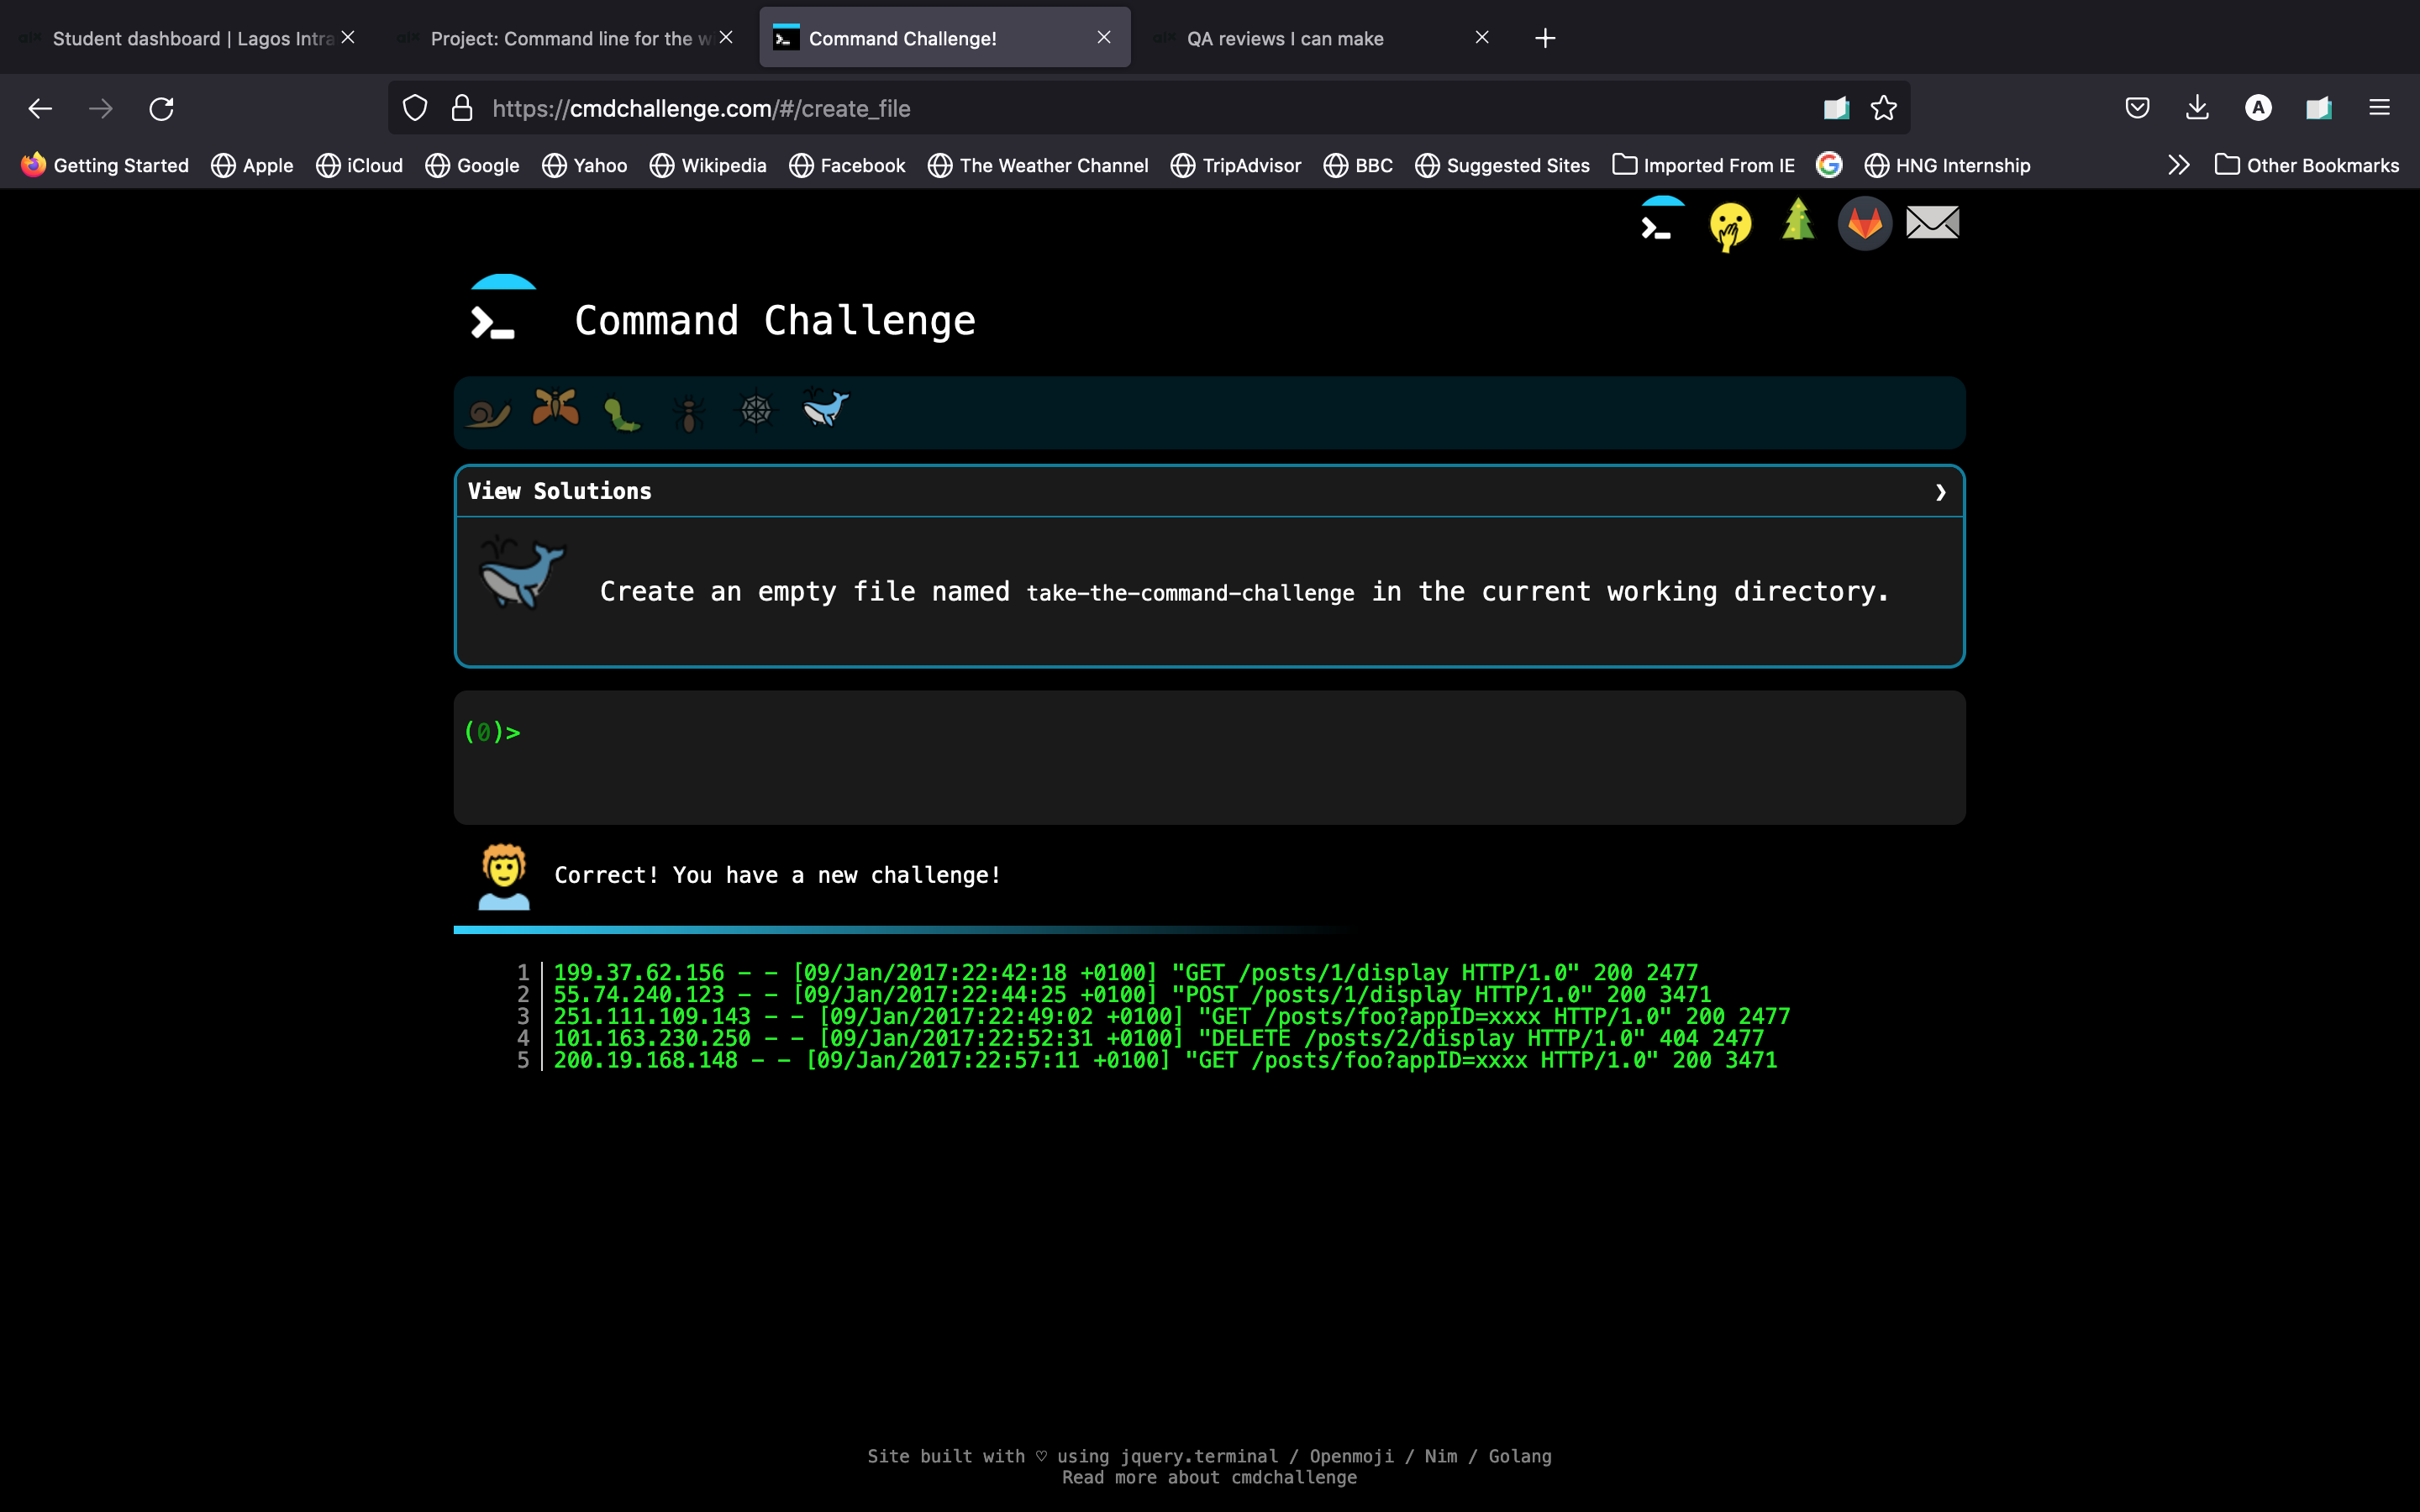 Student dashboard | Lagos Intra
Project: Command line for the w
Command Challenge!
QA reviews I can make
https://cmdchallenge.com/#/create_file
A
Getting Started Apple iCloud Google Yahoo Wikipedia Facebook The Weather Channel TripAdvisor BBC Suggested Sites Imported From IE HNG Internship Other Bookmarks
Command Challenge
View Solutions
Create an empty file named take-the-command-challenge in the current working directory.
(0)>
Correct! You have a new challenge!
1 199.37.62.156 - - [09/Jan/2017:22:42:18 +0100] "GET /posts/1/display HTTP/1.0" 200 2477
2 55.74.240.123 - - [09/Jan/2017:22:44:25 +0100] "POST /posts/1/display HTTP/1.0" 200 3471
3 251.111.109.143 - - [09/Jan/2017:22:49:02 +0100] "GET /posts/foo?appID=xxxx HTTP/1.0" 200 2477
4 101.163.230.250 - - [09/Jan/2017:22:52:31 +0100] "DELETE /posts/2/display HTTP/1.0" 404 2477
5 200.19.168.148 - - [09/Jan/2017:22:57:11 +0100] "GET /posts/foo?appID=xxxx HTTP/1.0" 200 3471
Site built with ♡ using jquery.terminal / Openmoji / Nim / Golang
Read more about cmdchallenge